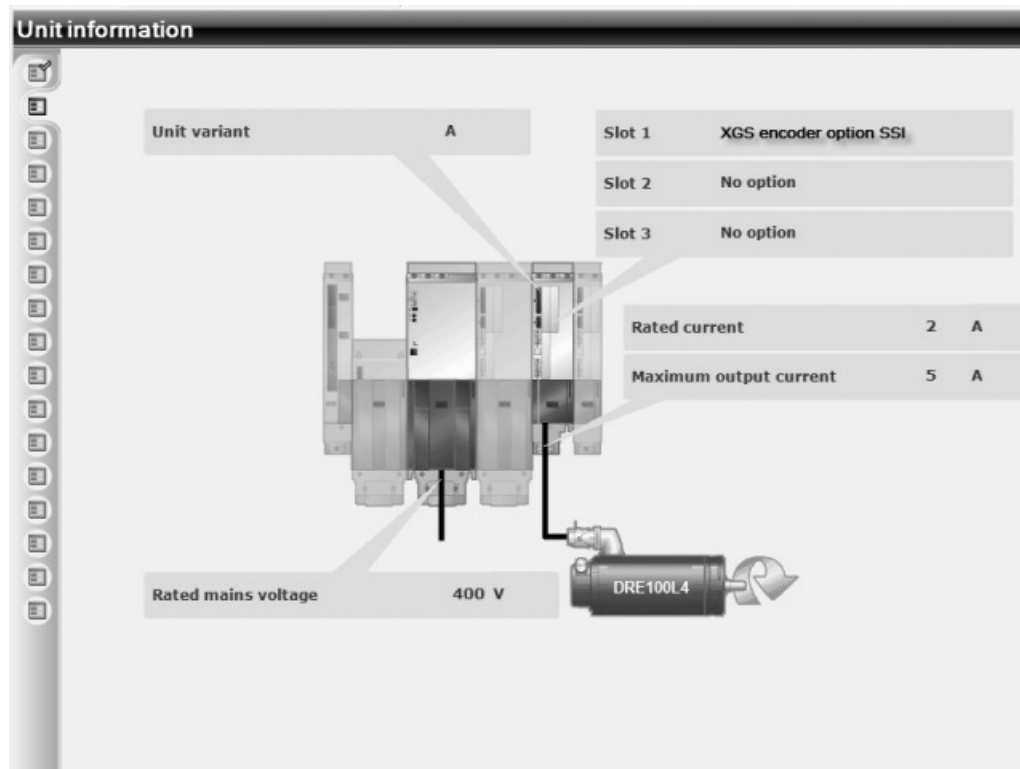 Unit information
Unit variant A
Slot 1 XGS encoder option SSI
Slot 2 No option
Slot 3 No option
Rated current 2 A
Maximum output current 5 A
Rated mains voltage 400 V
DRE100L4